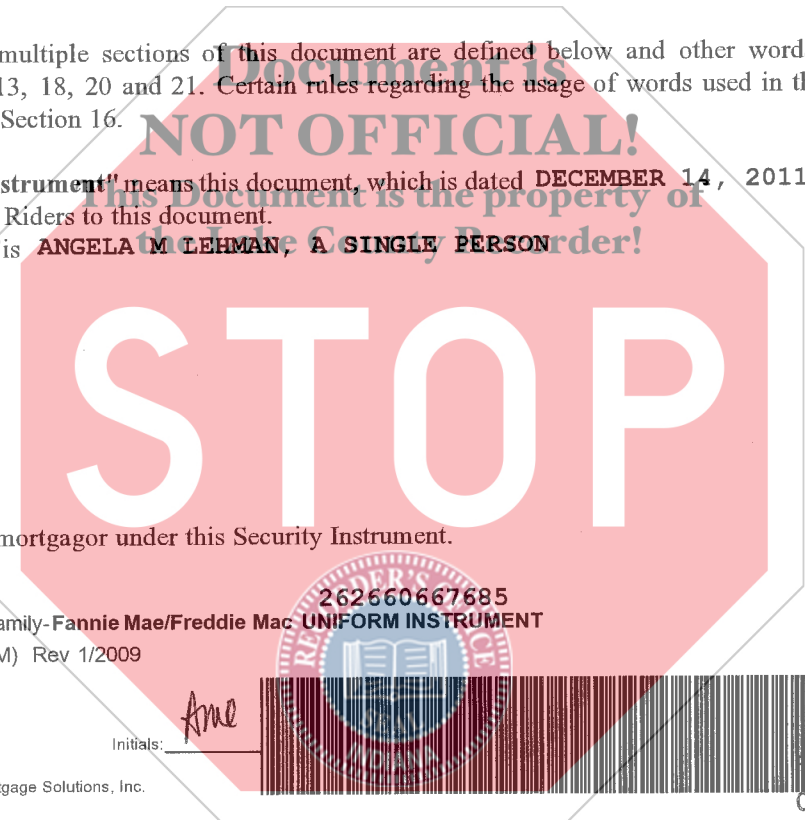 multiple sections of this document are defined below and other word
Document is
13, 18, 20 and 21. Certain rules regarding the usage of words used in th
Section 16.
NOT OFFICIAL!
strument" means this document, which is dated DECEMBER 14, 2011
This Document is the property of
Riders to this document.
is ANGELA M LEHMAN, A SINGLE PERSON
the Lake County Recorder!
STOP
mortgagor under this Security Instrument.
262660667685
amily-Fannie Mae/Freddie Mac UNIFORM INSTRUMENT
M) Rev 1/2009
RECORDER'S OFFICE
SEAL
INDIANA
Initials: AML
tgage Solutions, Inc.